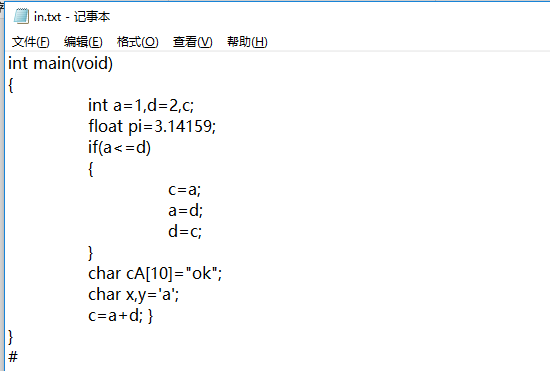 in.txt - 记事本
文件(F) 编辑(E) 格式(O) 查看(V) 帮助(H)
int main(void)
{
int a=1,d=2,c;
float pi=3.14159;
if(a<=d)
{
c=a;
a=d;
d=c;
}
char cA[10]="ok";
char x,y='a';
c=a+d; }
}
#